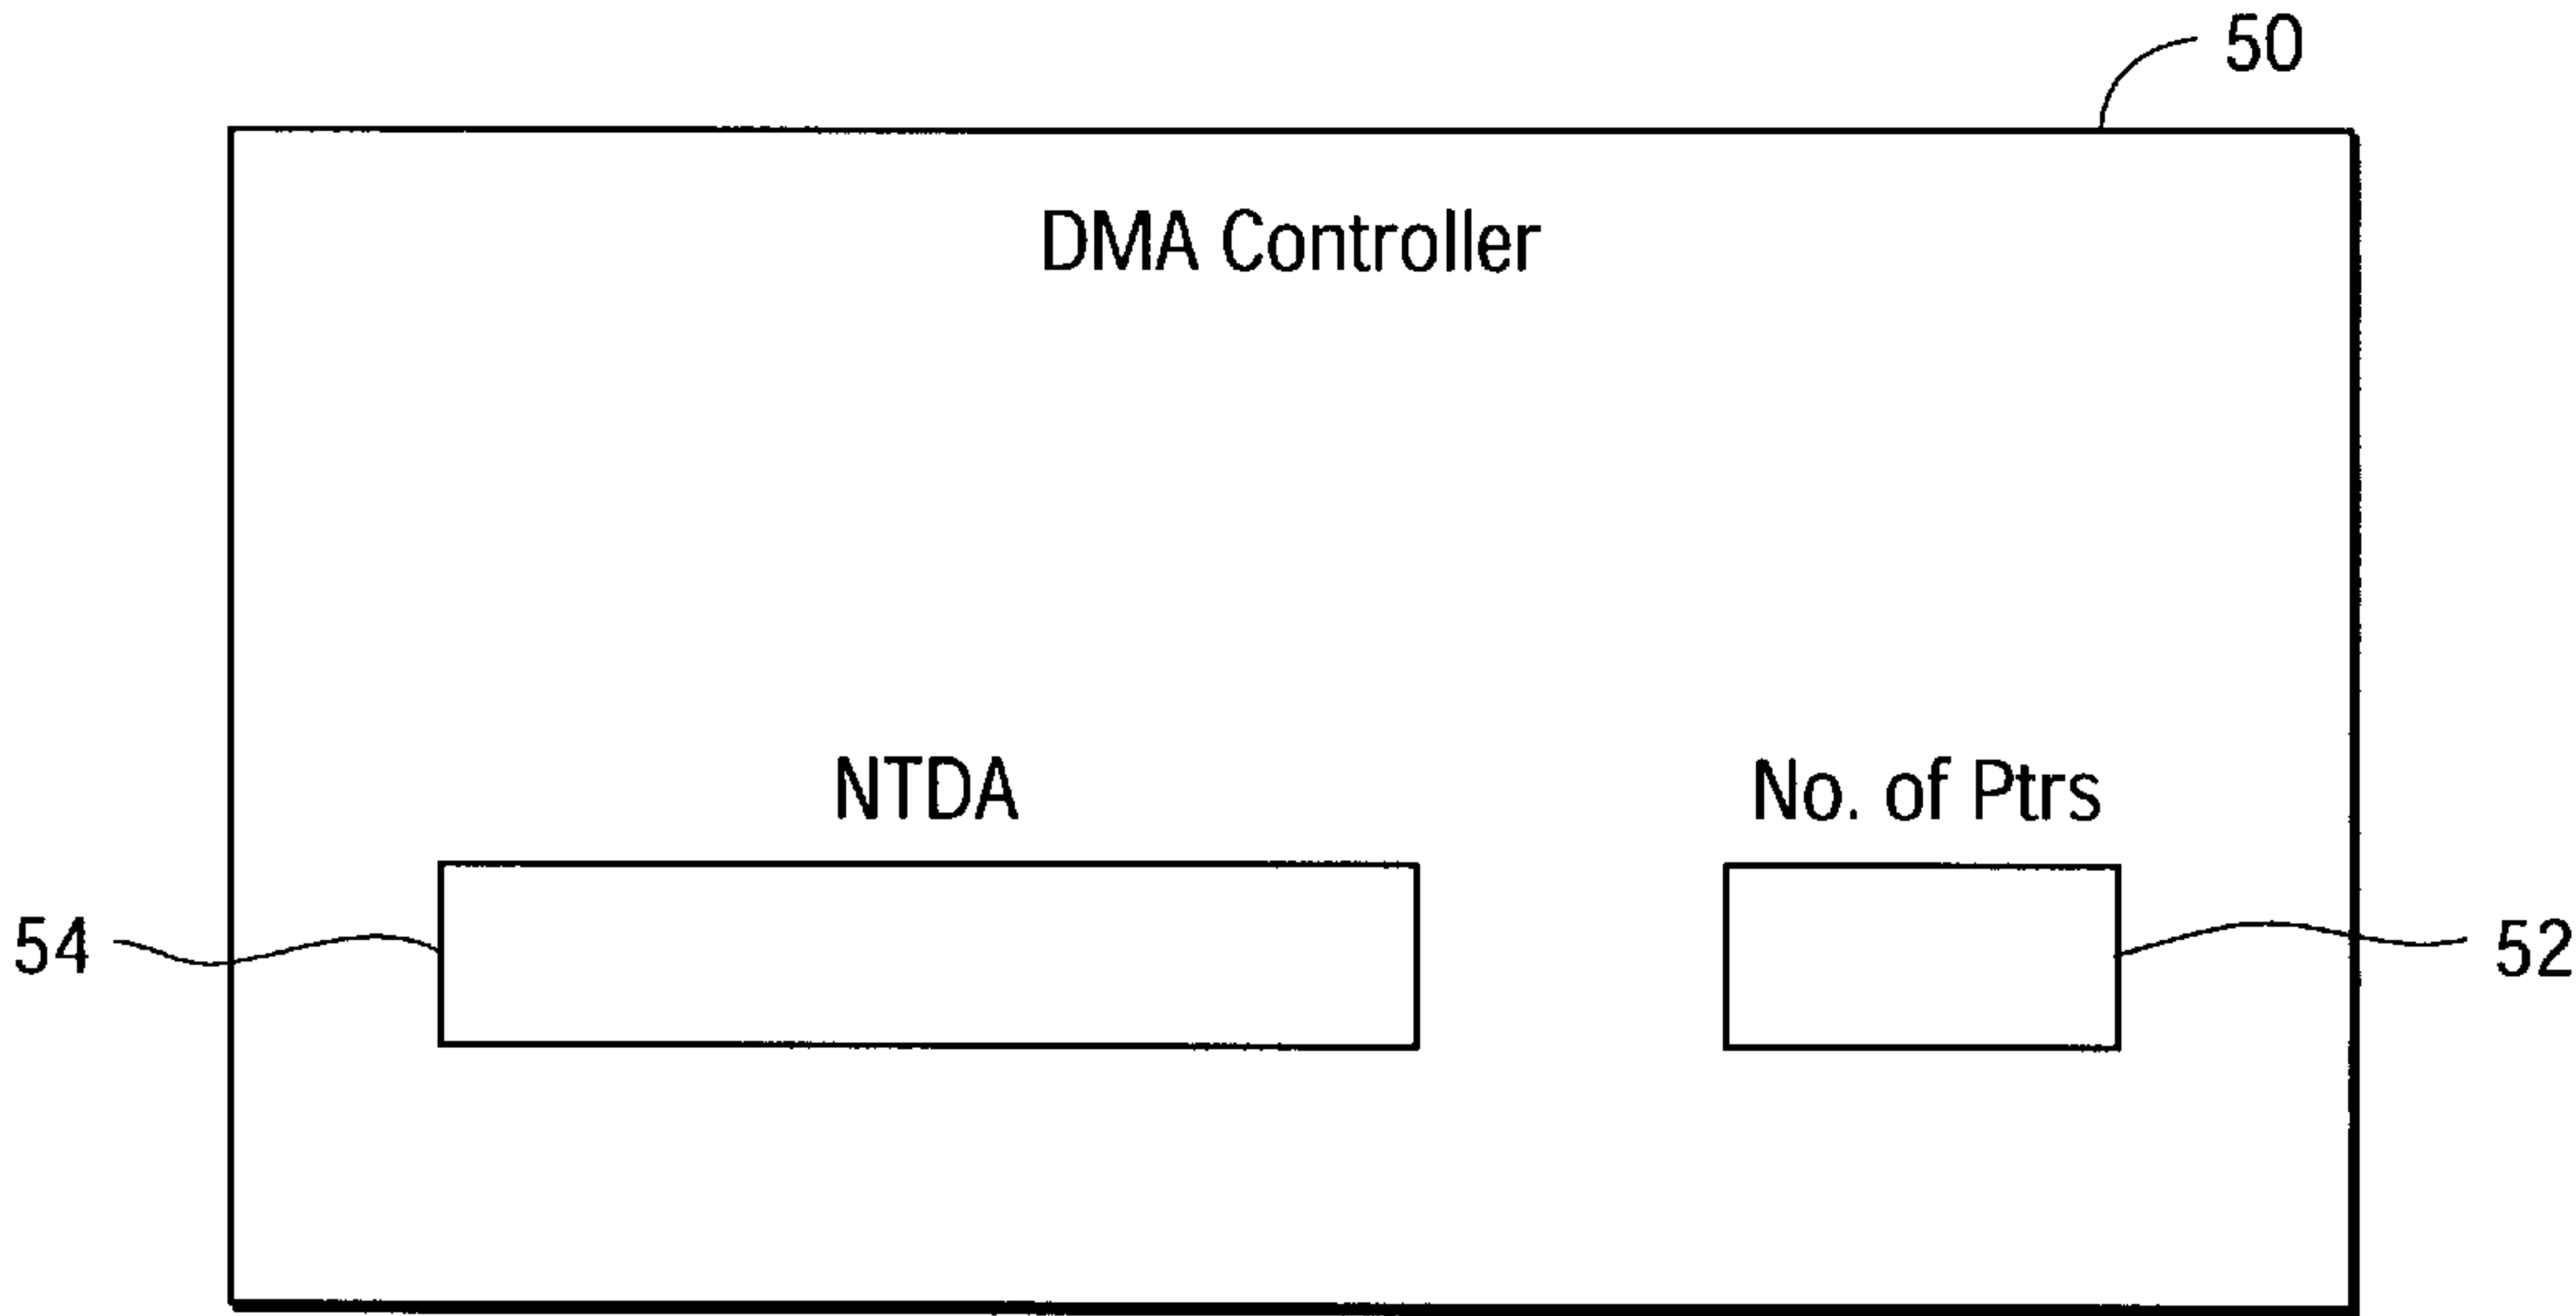 50
DMA Controller
NTDA
No. of Ptrs
54
52